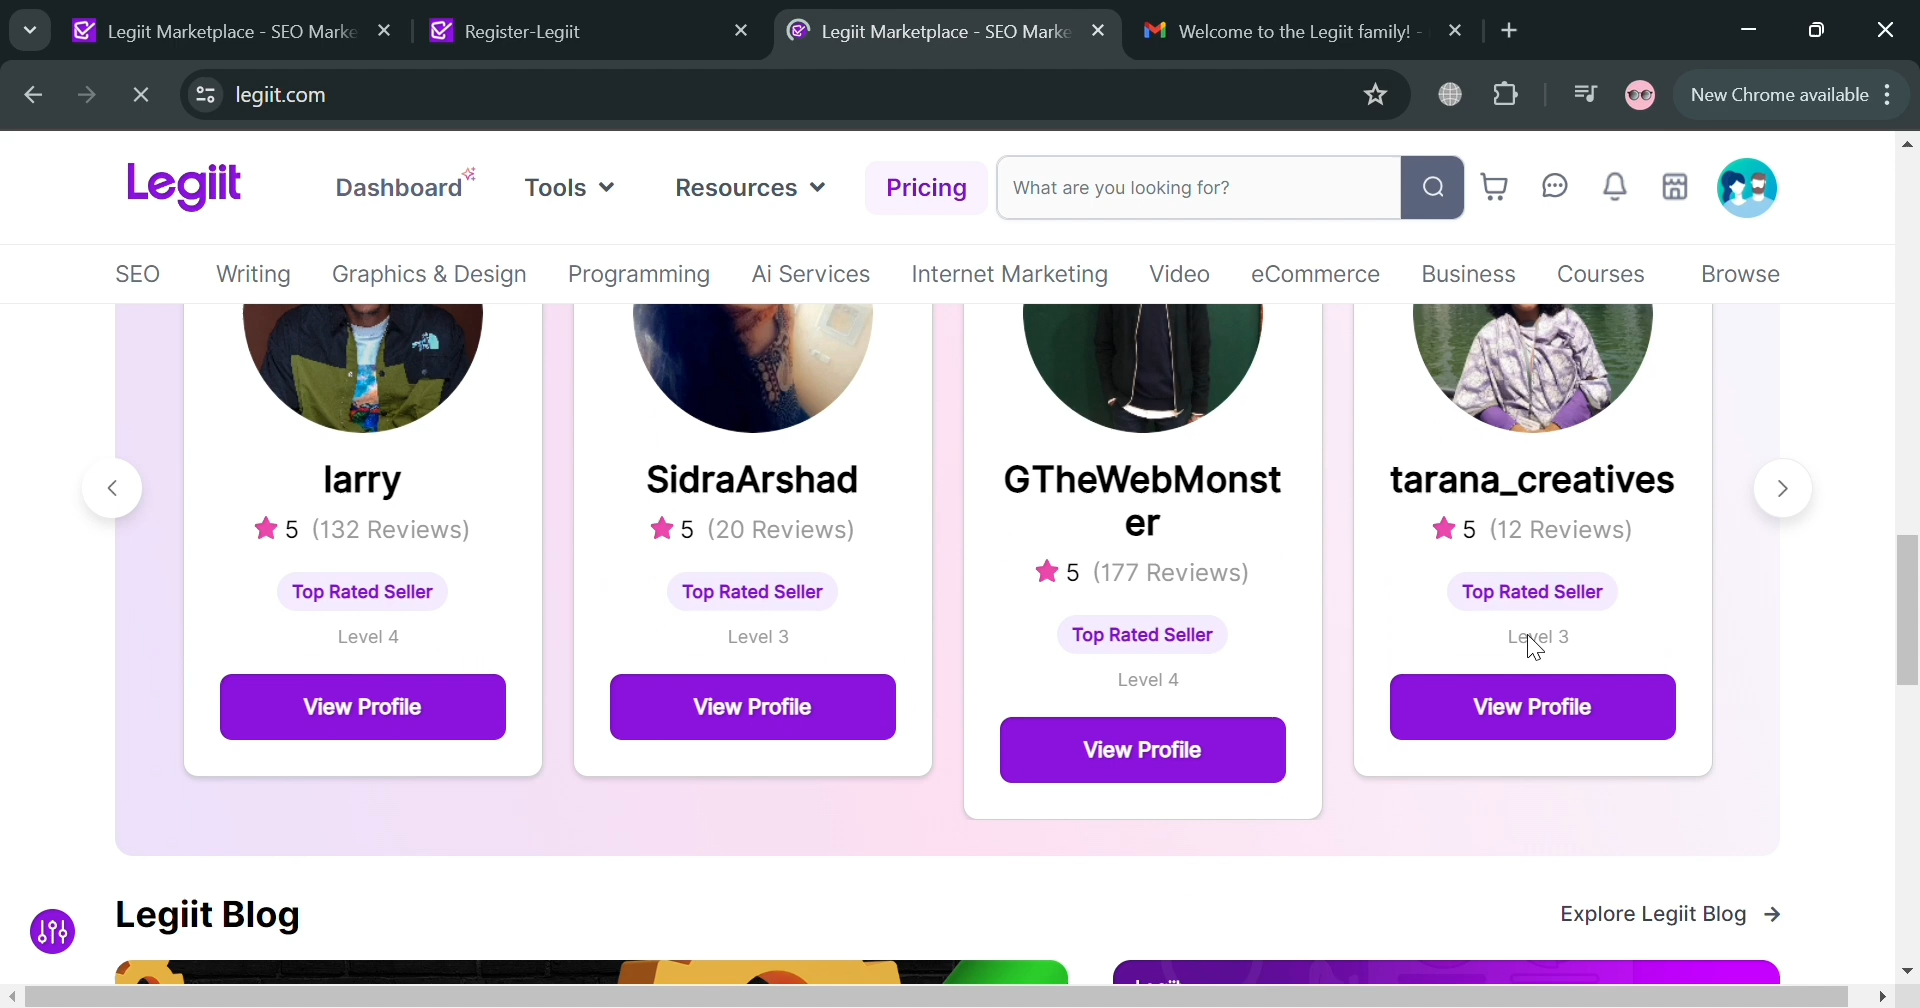 Legiit Marketplace - SEO Marke
Register-Legiit
Legiit Marketplace - SEO Marke
Welcome to the Legiit family! -
legiit.com
New Chrome available
Legiit
Dashboard
Tools
Resources
Pricing
What are you looking for?
SEO
Writing
Graphics & Design
Programming
Ai Services
Internet Marketing
Video
eCommerce
Business
Courses
Browse
larry
5 (132 Reviews)
Top Rated Seller
Level 4
View Profile
SidraArshad
5 (20 Reviews)
Top Rated Seller
Level 3
View Profile
GTheWebMonst
er
5 (177 Reviews)
Top Rated Seller
Level 4
View Profile
tarana_creatives
5 (12 Reviews)
Top Rated Seller
Level 3
View Profile
Legiit Blog
Explore Legiit Blog